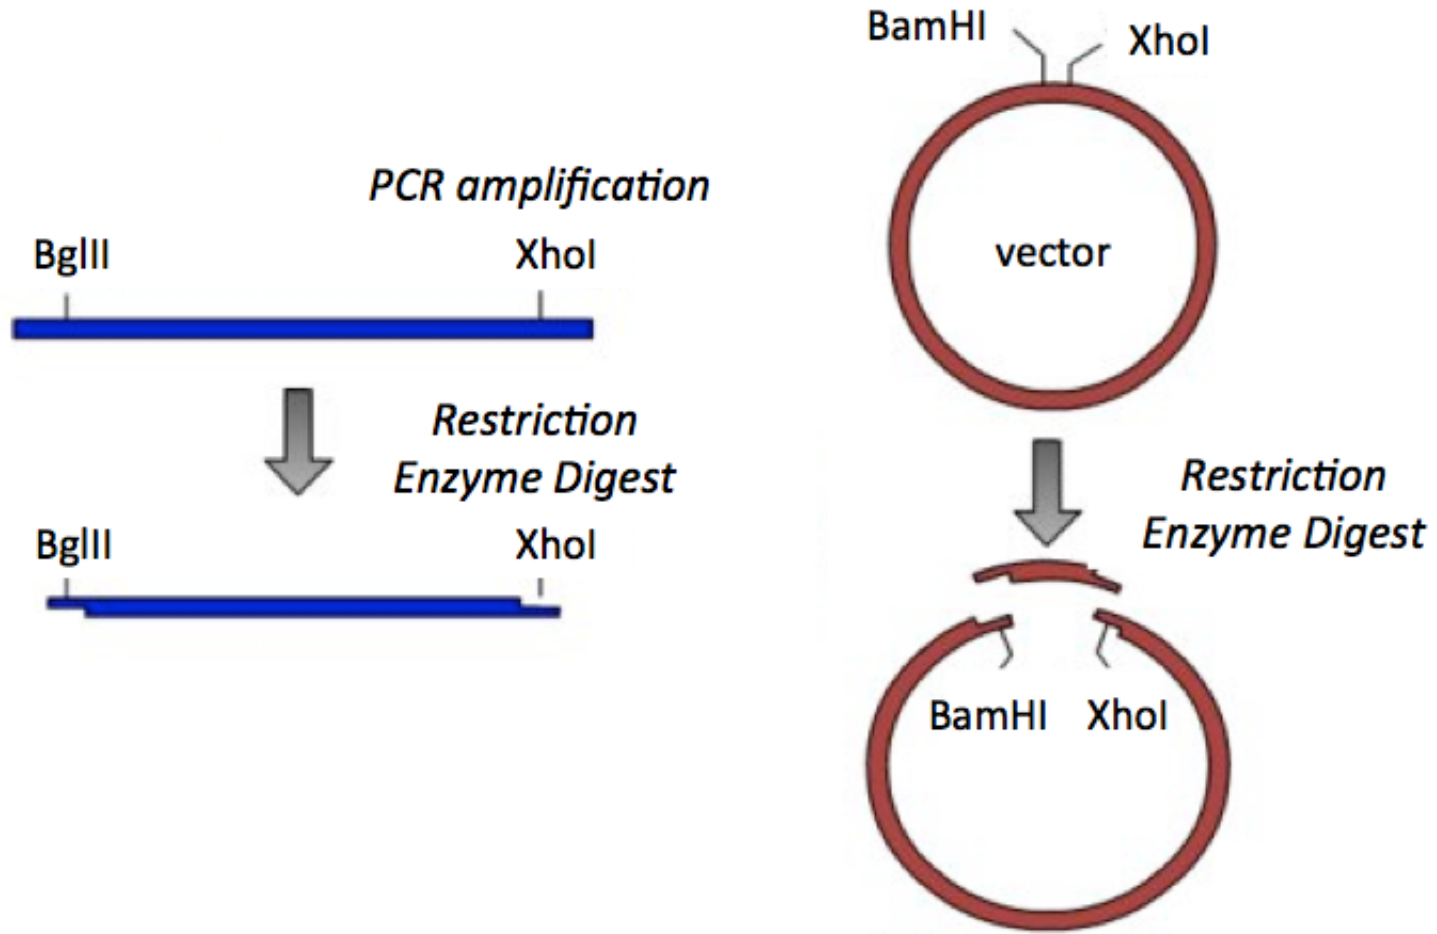 PCR amplification
BglII
XhoI
Restriction
Enzyme Digest
BglII
XhoI
BamHI
XhoI
vector
Restriction
Enzyme Digest
BamHI
XhoI